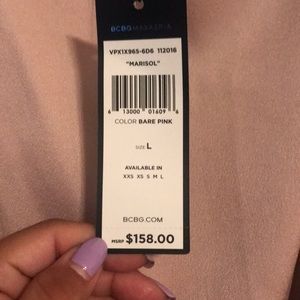 BCBGMAXAZRIA
VPX1X965-6D6 112016
"MARISOL"
6 13000 01609 6
COLOR BARE PINK
SIZE L
AVAILABLE IN
XXS XS S M L
BCBG.COM
MSRP $158.00